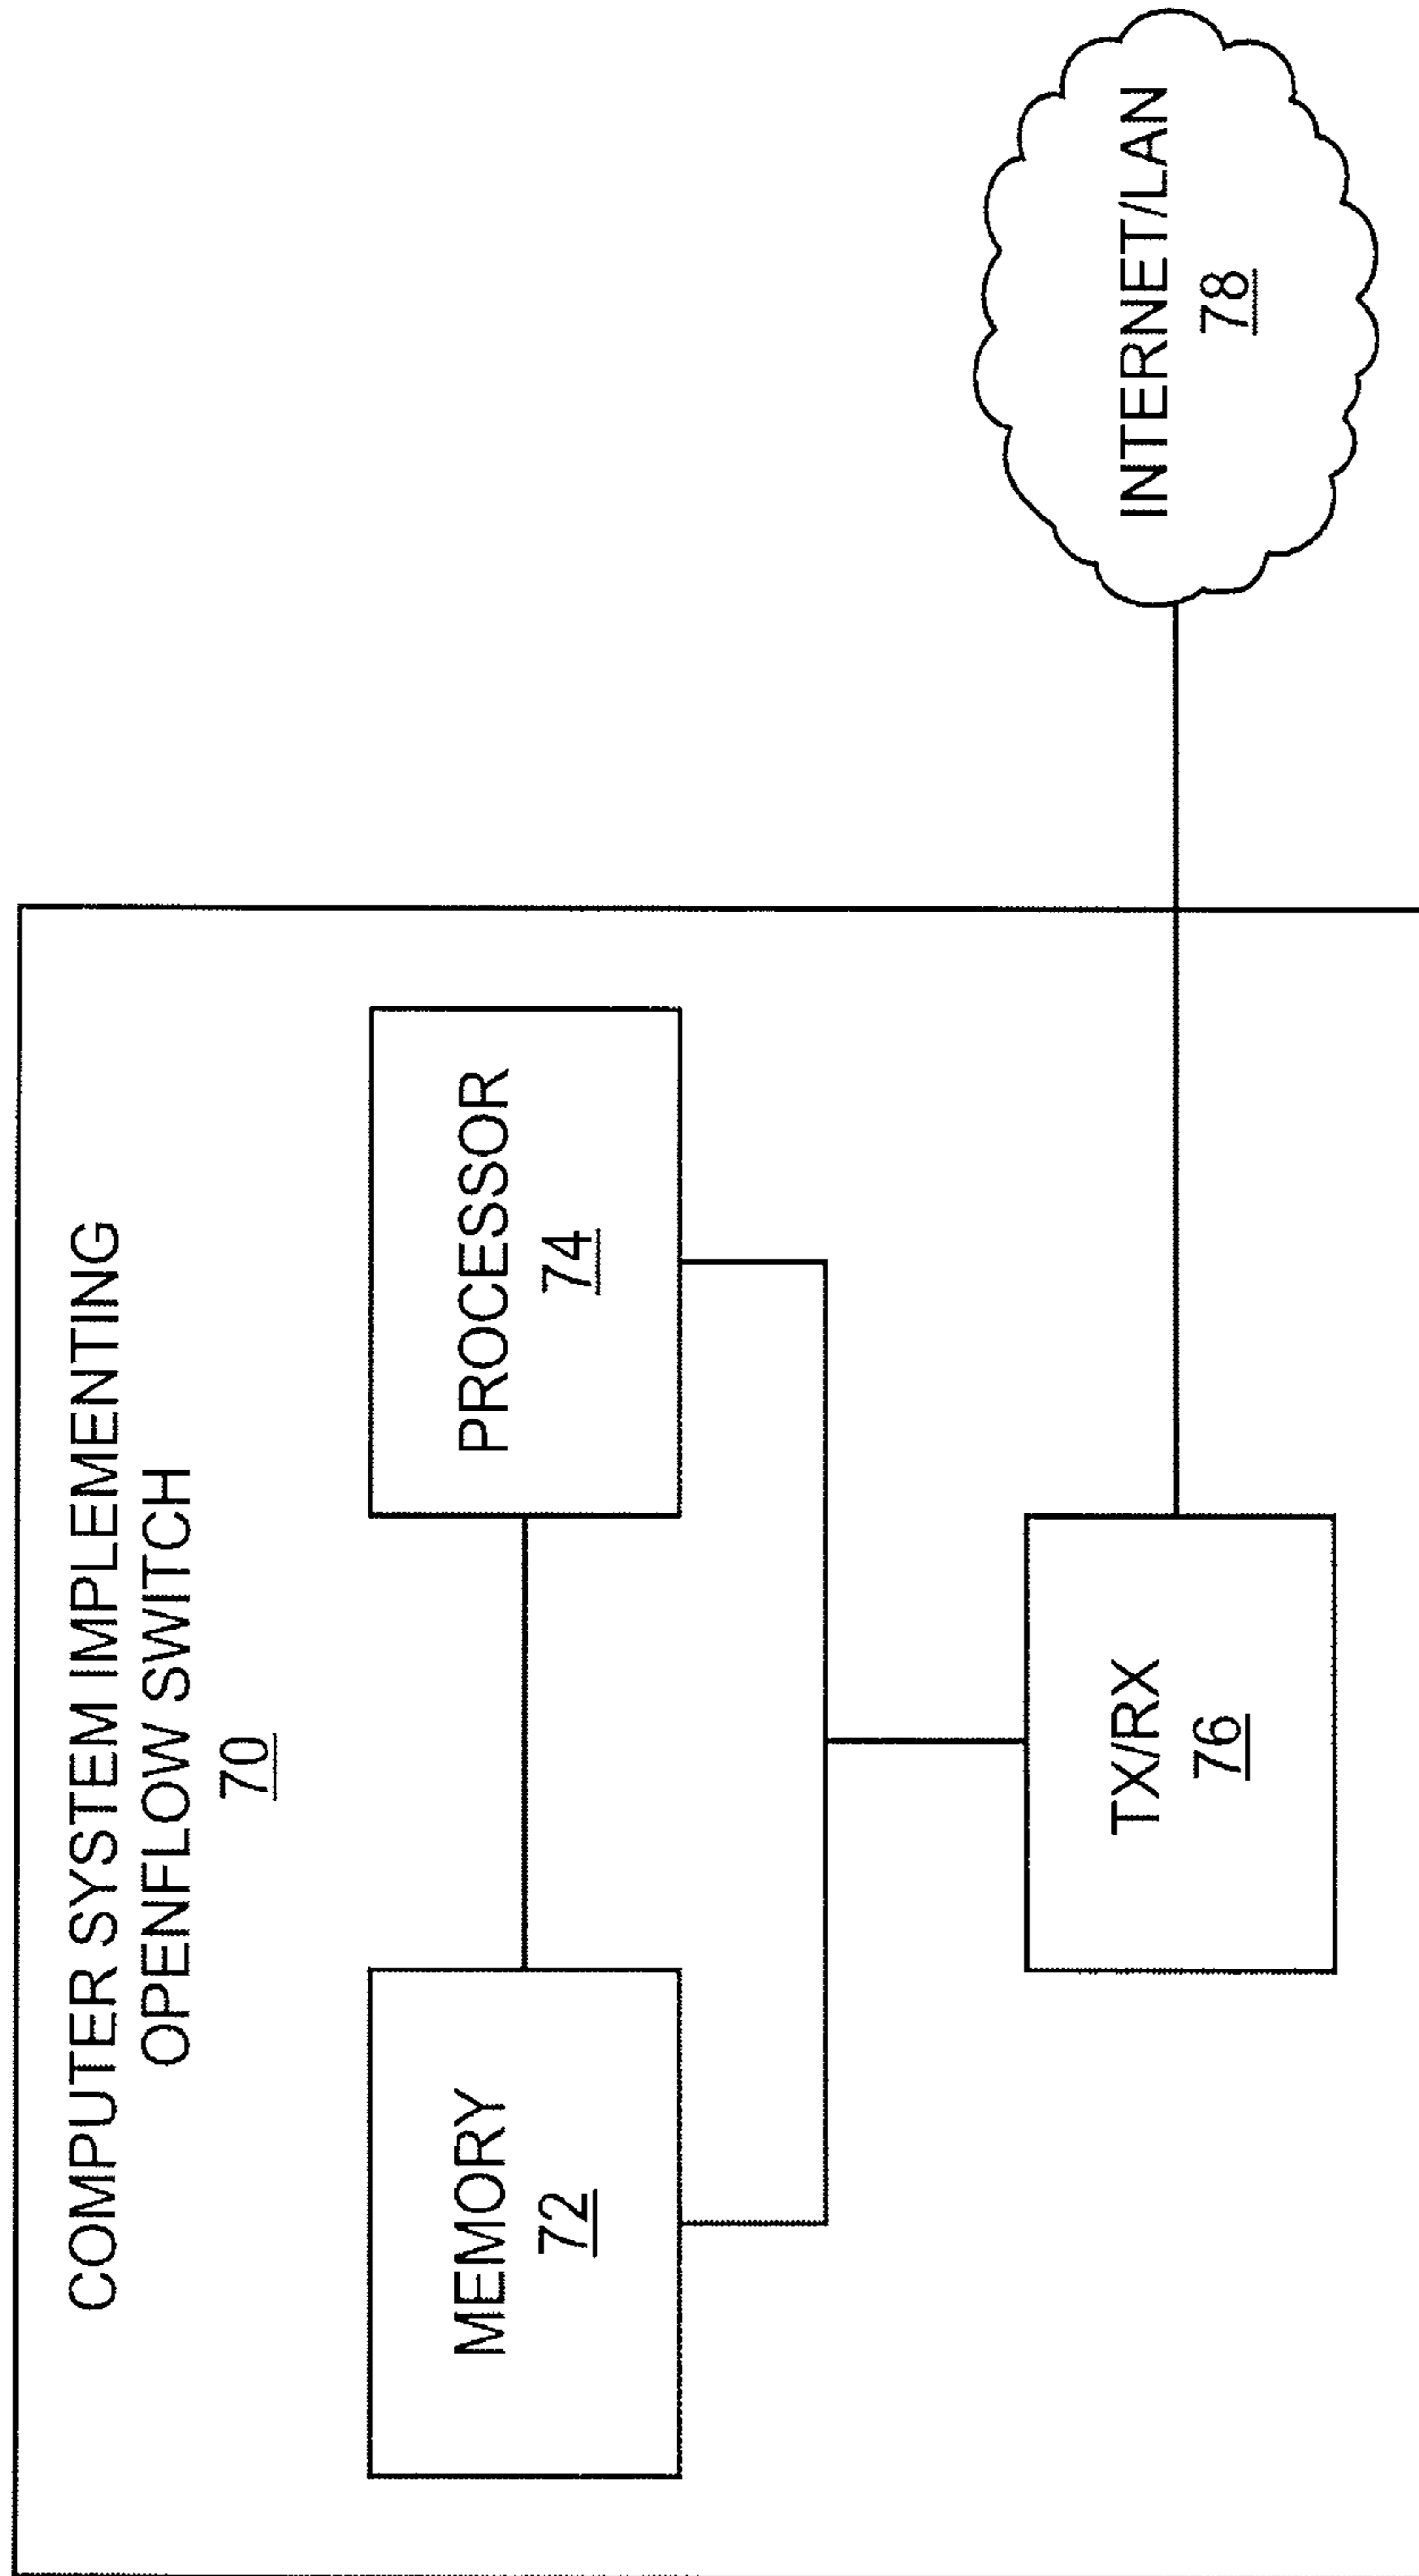 COMPUTER SYSTEM IMPLEMENTING
OPENFLOW SWITCH
70
MEMORY
72
PROCESSOR
74
TX/RX
76
INTERNET/LAN
78